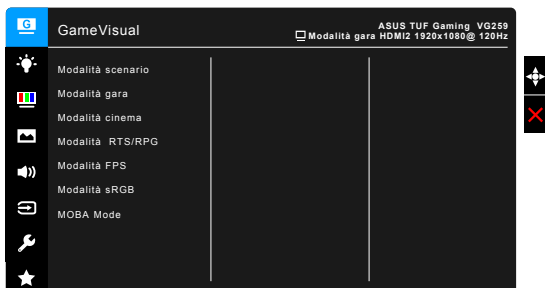 G
GameVisual
ASUS TUF Gaming VG259
Modalità gara HDMI2 1920x1080@ 120Hz
Modalità scenario
Modalità gara
Modalità cinema
Modalità RTS/RPG
Modalità FPS
Modalità sRGB
MOBA Mode